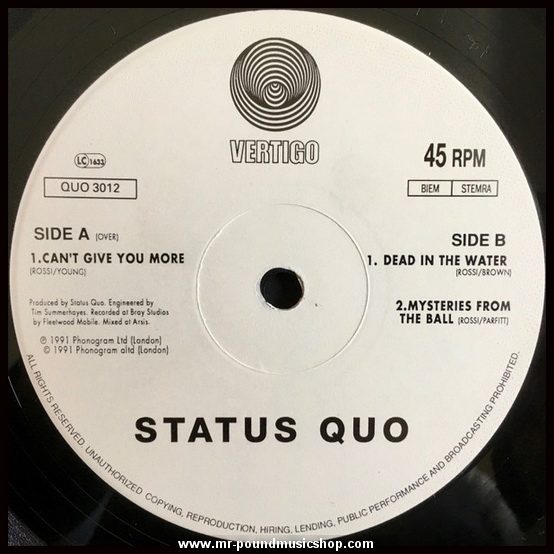 VERTIGO
LC 1633
QUO 3012
45 RPM
BIEM STEMRA
SIDE A (OVER)
1.CAN'T GIVE YOU MORE
(ROSSI/YOUNG)
SIDE B
1. DEAD IN THE WATER
(ROSSI/BROWN)
2.MYSTERIES FROM
THE BALL (ROSSI/PARFITT)
Produced by Status Quo. Engineered by
Tim Summerhayes. Recorded at Bray Studios
by Fleetwood Mobile. Mixed at Arsis.
℗ 1991 Phonogram Ltd (London)
© 1991 Phonogram altd (London)
STATUS QUO
ALL RIGHTS RESERVED. UNAUTHORIZED COPYING, REPRODUCTION, HIRING, LENDING, PUBLIC PERFORMANCE AND BROADCASTING PROHIBITED.
www.mr-poundmusicshop.com